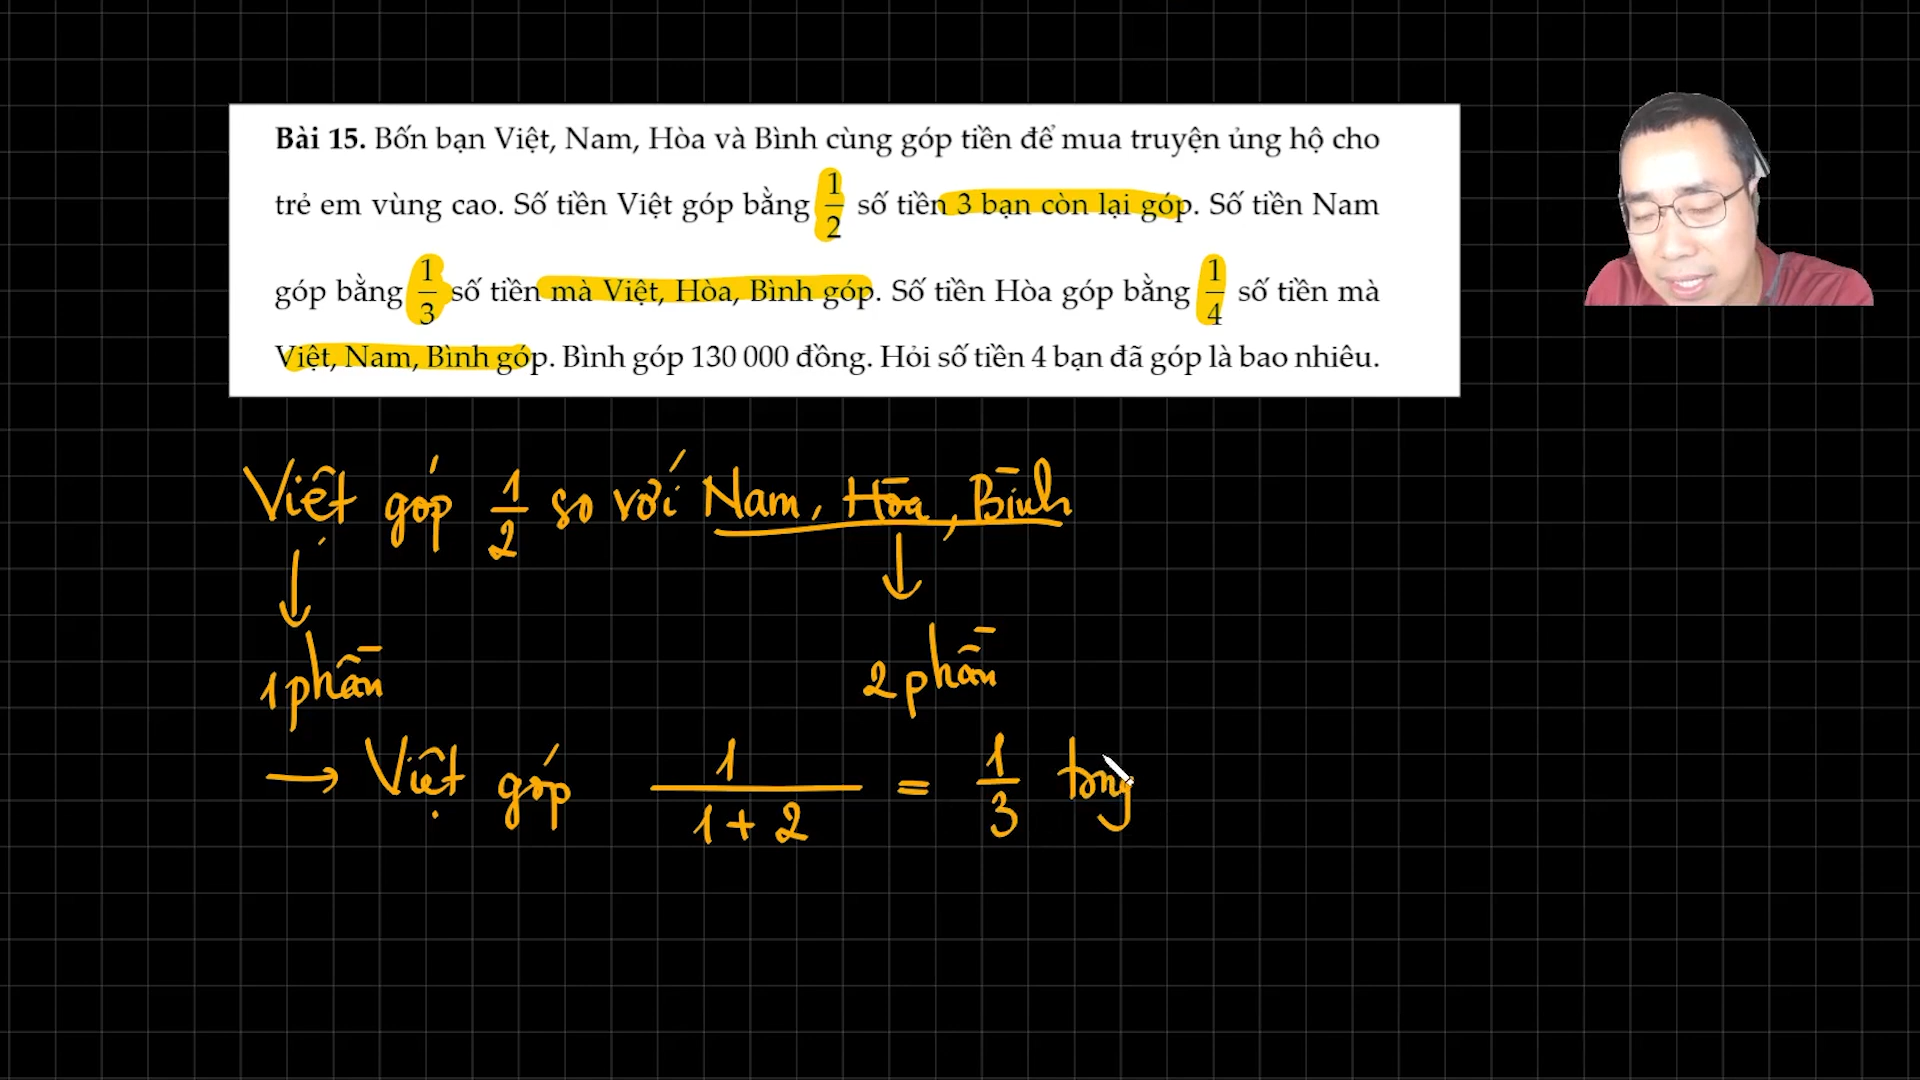 Bài 15. Bốn bạn Việt, Nam, Hòa và Bình cùng góp tiền để mua truyện ủng hộ cho
trẻ em vùng cao. Số tiền Việt góp bằng 1/2 số tiền 3 bạn còn lại góp. Số tiền Nam
góp bằng 1/3 số tiền mà Việt, Hòa, Bình góp. Số tiền Hòa góp bằng 1/4 số tiền mà
Việt, Nam, Bình góp. Bình góp 130 000 đồng. Hỏi số tiền 4 bạn đã góp là bao nhiêu.
Việt góp 1/2 so với Nam, Hòa, Bình
1 phần 2 phần
→ Việt góp 1/(1+2) = 1/3 tổng